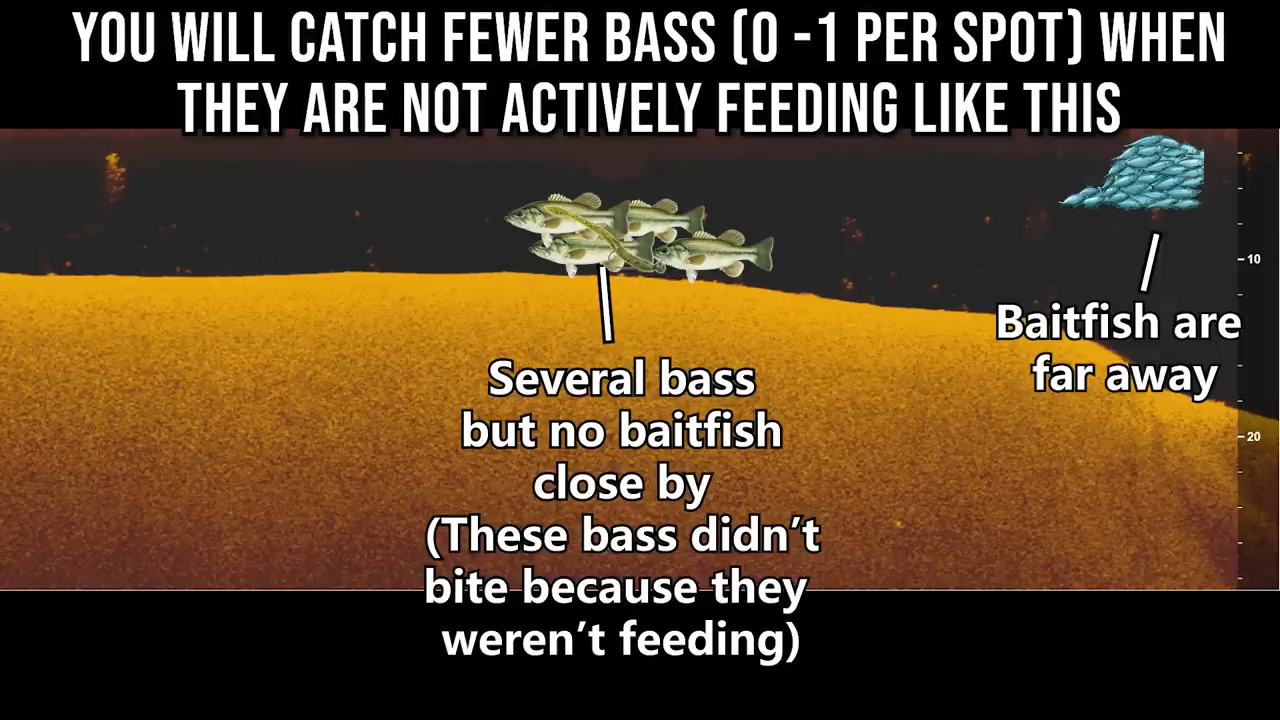 YOU WILL CATCH FEWER BASS (0 -1 PER SPOT) WHEN
THEY ARE NOT ACTIVELY FEEDING LIKE THIS
10
Baitfish are
far away
Several bass
but no baitfish
close by
(These bass didn’t
bite because they
weren’t feeding)
20